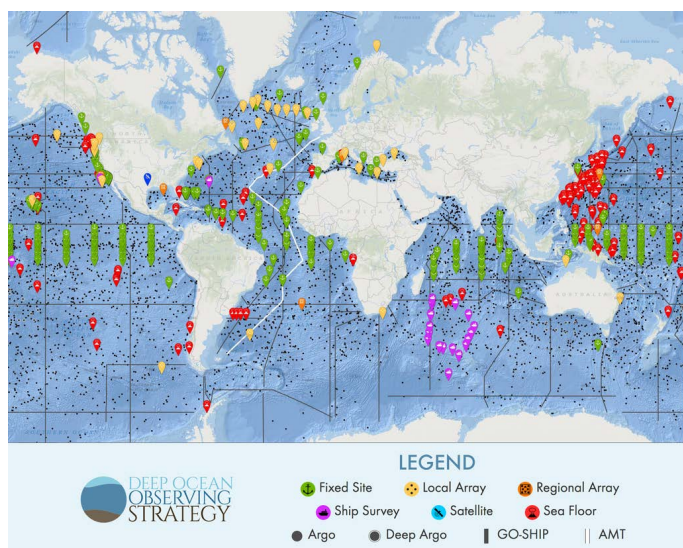 AUSTRALIA
DEEP OCEAN
OBSERVING
STRATEGY
LEGEND
Fixed Site
Local Array
Regional Array
Ship Survey
Satellite
Sea Floor
Argo
Deep Argo
GO-SHIP
AMT